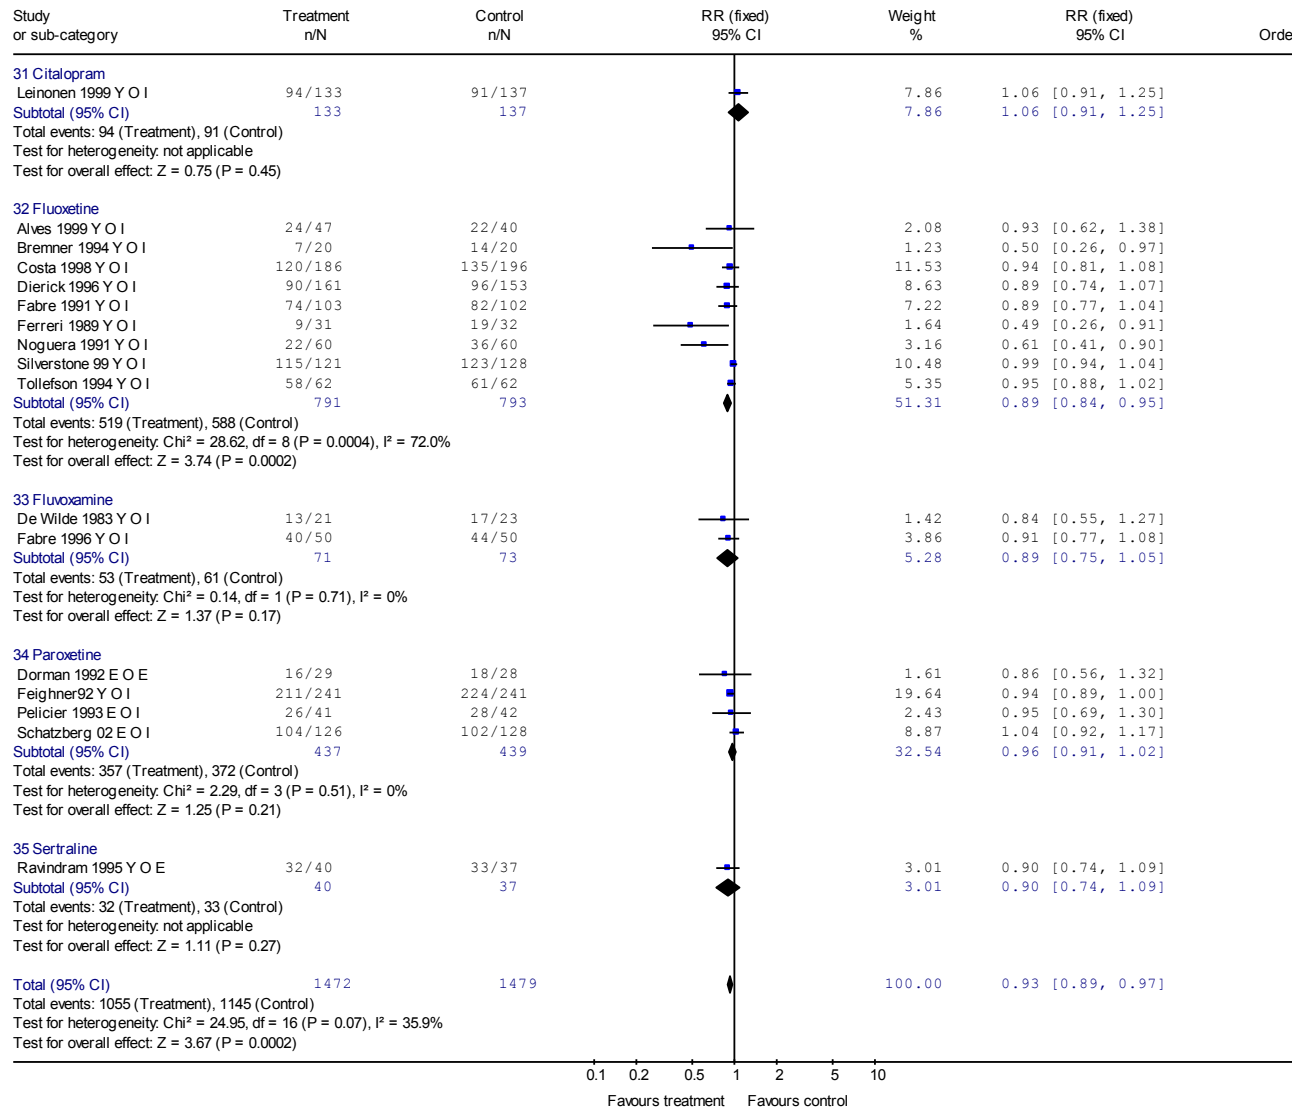 Study Treatment Control RR (fixed) Weight RR (fixed)
or sub-category n/N n/N 95% CI % 95% CI Orde
31 Citalopram
Leinonen 1999 Y O I 94/133 91/137 7.86 1.06 [0.91, 1.25]
Subtotal (95% CI) 133 137 7.86 1.06 [0.91, 1.25]
Total events: 94 (Treatment), 91 (Control)
Test for heterogeneity: not applicable
Test for overall effect: Z = 0.75 (P = 0.45)
32 Fluoxetine
Alves 1999 Y O I 24/47 22/40 2.08 0.93 [0.62, 1.38]
Bremner 1994 Y O I 7/20 14/20 1.23 0.50 [0.26, 0.97]
Costa 1998 Y O I 120/186 135/196 11.53 0.94 [0.81, 1.08]
Dierick 1996 Y O I 90/161 96/153 8.63 0.89 [0.74, 1.07]
Fabre 1991 Y O I 74/103 82/102 7.22 0.89 [0.77, 1.04]
Ferreri 1989 Y O I 9/31 19/32 1.64 0.49 [0.26, 0.91]
Noguera 1991 Y O I 22/60 36/60 3.16 0.61 [0.41, 0.90]
Silverstone 99 Y O I 115/121 123/128 10.48 0.99 [0.94, 1.04]
Tollefson 1994 Y O I 58/62 61/62 5.35 0.95 [0.88, 1.02]
Subtotal (95% CI) 791 793 51.31 0.89 [0.84, 0.95]
Total events: 519 (Treatment), 588 (Control)
Test for heterogeneity: Chi² = 28.62, df = 8 (P = 0.0004), I² = 72.0%
Test for overall effect: Z = 3.74 (P = 0.0002)
33 Fluvoxamine
De Wilde 1983 Y O I 13/21 17/23 1.42 0.84 [0.55, 1.27]
Fabre 1996 Y O I 40/50 44/50 3.86 0.91 [0.77, 1.08]
Subtotal (95% CI) 71 73 5.28 0.89 [0.75, 1.05]
Total events: 53 (Treatment), 61 (Control)
Test for heterogeneity: Chi² = 0.14, df = 1 (P = 0.71), I² = 0%
Test for overall effect: Z = 1.37 (P = 0.17)
34 Paroxetine
Dorman 1992 E O E 16/29 18/28 1.61 0.86 [0.56, 1.32]
Feighner92 Y O I 211/241 224/241 19.64 0.94 [0.89, 1.00]
Pelicier 1993 E O I 26/41 28/42 2.43 0.95 [0.69, 1.30]
Schatzberg 02 E O I 104/126 102/128 8.87 1.04 [0.92, 1.17]
Subtotal (95% CI) 437 439 32.54 0.96 [0.91, 1.02]
Total events: 357 (Treatment), 372 (Control)
Test for heterogeneity: Chi² = 2.29, df = 3 (P = 0.51), I² = 0%
Test for overall effect: Z = 1.25 (P = 0.21)
35 Sertraline
Ravindram 1995 Y O E 32/40 33/37 3.01 0.90 [0.74, 1.09]
Subtotal (95% CI) 40 37 3.01 0.90 [0.74, 1.09]
Total events: 32 (Treatment), 33 (Control)
Test for heterogeneity: not applicable
Test for overall effect: Z = 1.11 (P = 0.27)
Total (95% CI) 1472 1479 100.00 0.93 [0.89, 0.97]
Total events: 1055 (Treatment), 1145 (Control)
Test for heterogeneity: Chi² = 24.95, df = 16 (P = 0.07), I² = 35.9%
Test for overall effect: Z = 3.67 (P = 0.0002)
0.1 0.2 0.5 1 2 5 10
Favours treatment Favours control